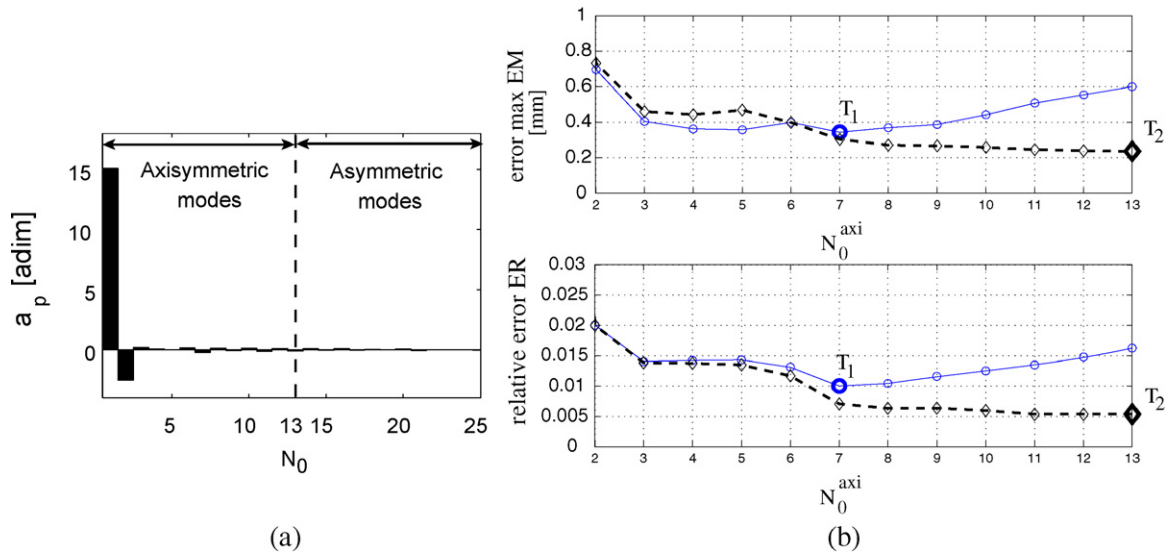 Axisymmetric modes
Asymmetric modes
a_p [adim]
15
10
5
0
5 10 13 15 20 25
N_0
(a)
error max EM [mm]
1
0.8
0.6
0.4
0.2
0
T_1
T_2
2 3 4 5 6 7 8 9 10 11 12 13
N_0^axi
relative error ER
0.03
0.025
0.02
0.015
0.01
0.005
0
T_1
T_2
2 3 4 5 6 7 8 9 10 11 12 13
N_0^axi
(b)